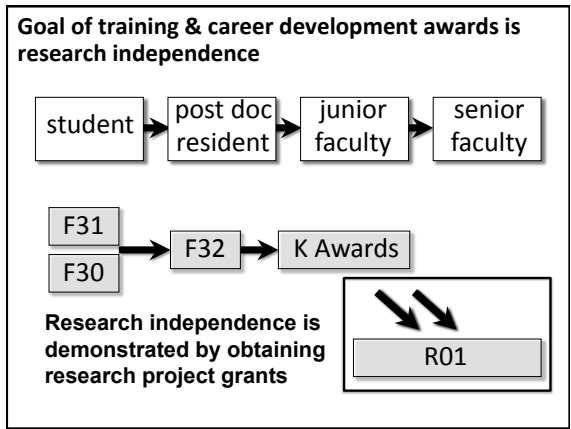 Goal of training & career development awards is
research independence
student
post doc
resident
junior
faculty
senior
faculty
F31
F30
F32
K Awards
Research independence is
demonstrated by obtaining
research project grants
R01